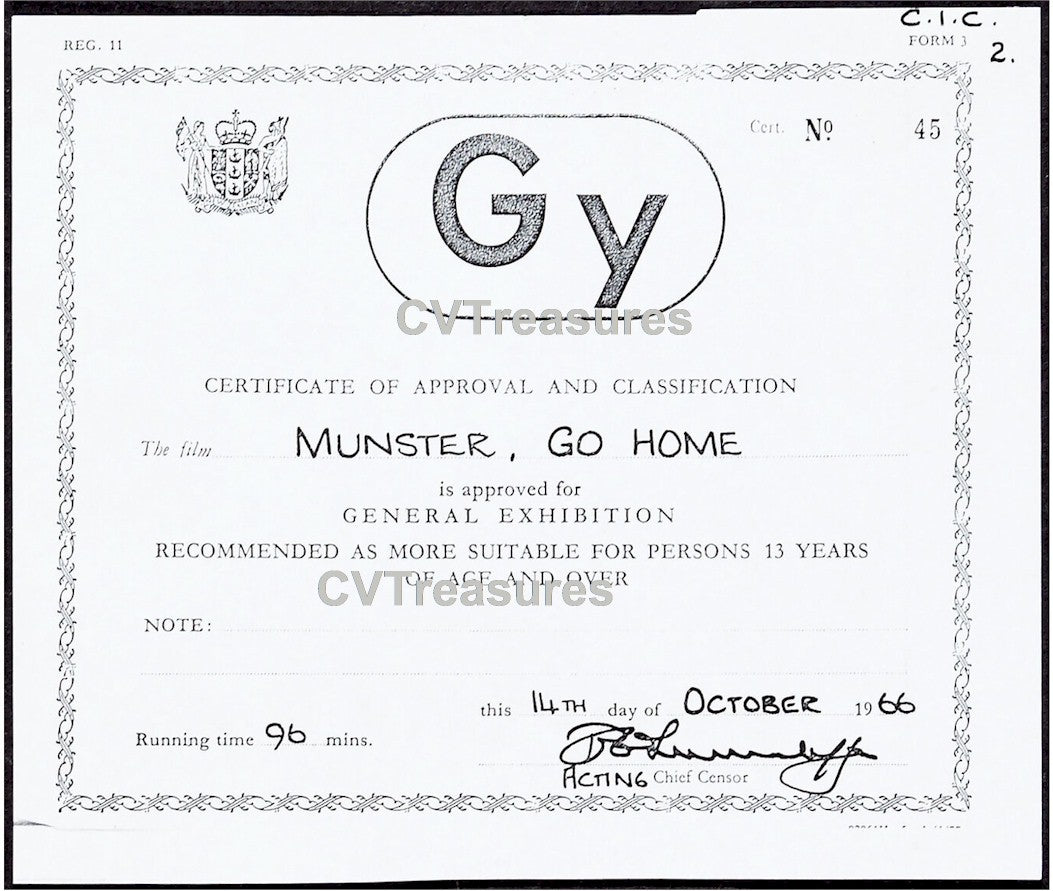 C.I.C.
REG. 11
FORM 3
2.
Cert. No 45
Gy
CVTreasures
CERTIFICATE OF APPROVAL AND CLASSIFICATION
The film MUNSTER, GO HOME
is approved for
GENERAL EXHIBITION
RECOMMENDED AS MORE SUITABLE FOR PERSONS 13 YEARS
OF AGE AND OVER
CVTreasures
NOTE:
this 14TH day of OCTOBER 1966
Running time 96 mins.
ACTING Chief Censor